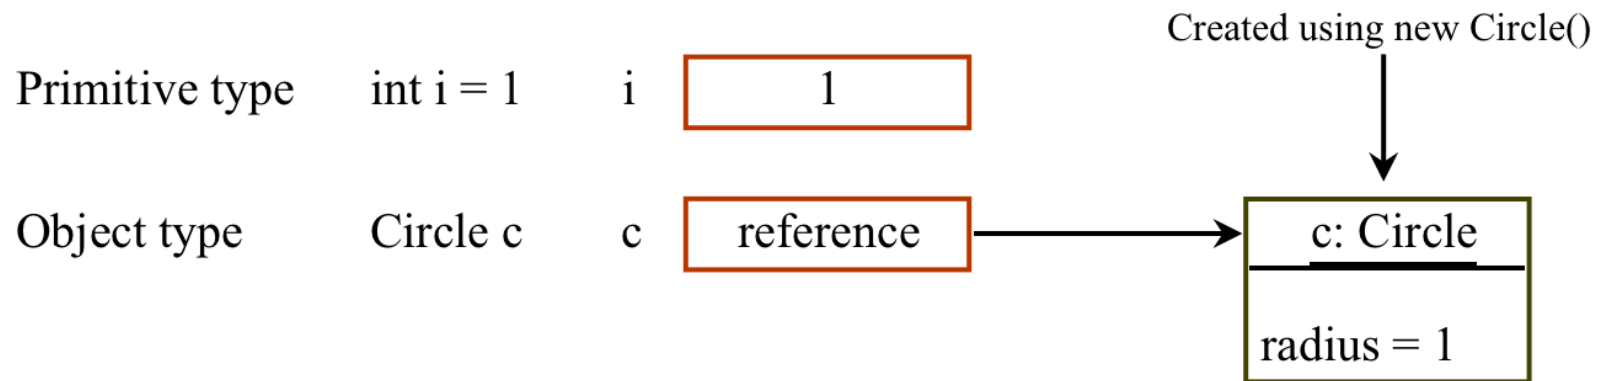 Created using new Circle()
Primitive type int i = 1 i 1
Object type Circle c c reference c: Circle
radius = 1